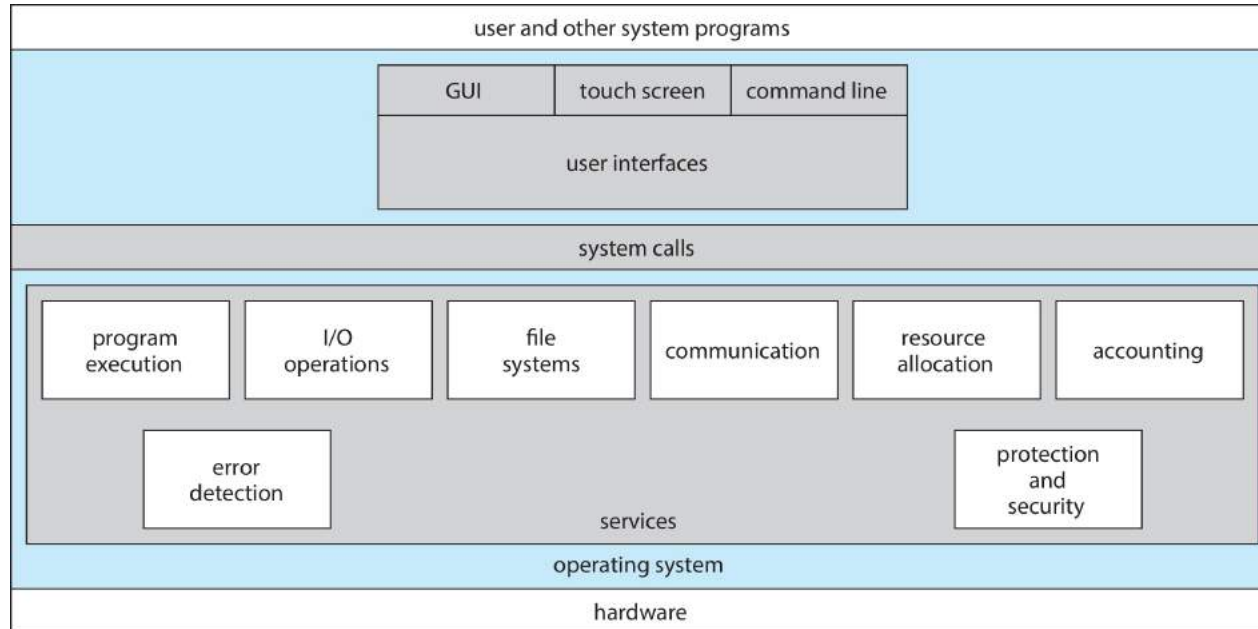 user and other system programs
GUI
touch screen
command line
user interfaces
system calls
program
execution
I/O
operations
file
systems
communication
resource
allocation
accounting
error
detection
protection
and
security
services
operating system
hardware